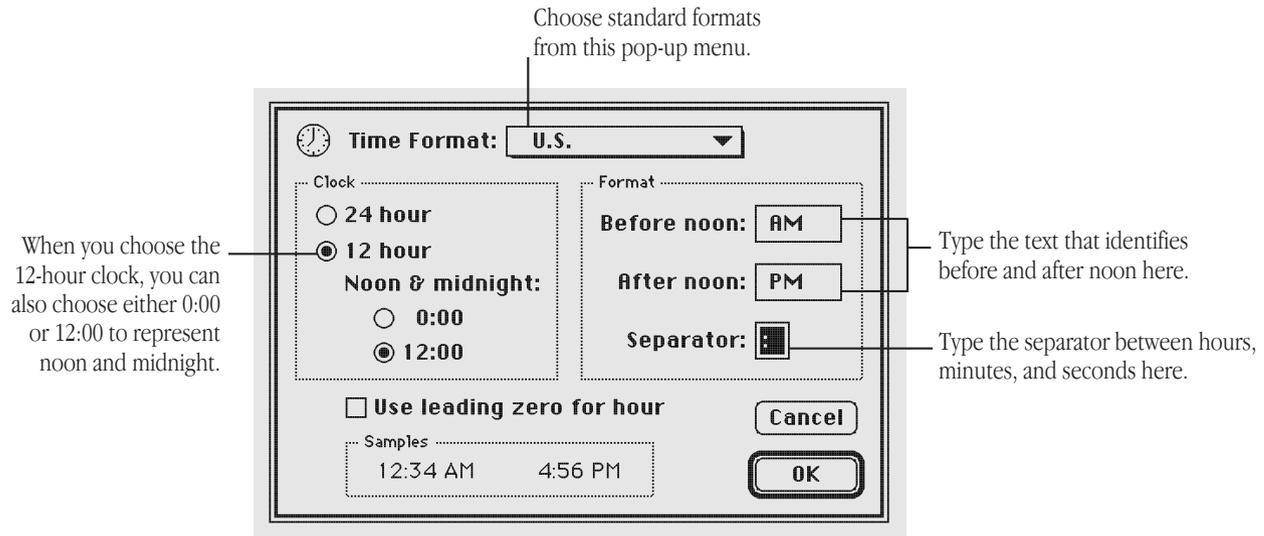 Choose standard formats
from this pop-up menu.
Time Format: U.S.
Clock
24 hour
12 hour
Noon & midnight:
0:00
12:00
Format
Before noon: AM
After noon: PM
Separator: :
When you choose the
12-hour clock, you can
also choose either 0:00
or 12:00 to represent
noon and midnight.
Type the text that identifies
before and after noon here.
Type the separator between hours,
minutes, and seconds here.
Use leading zero for hour
Samples
12:34 AM 4:56 PM
Cancel
OK